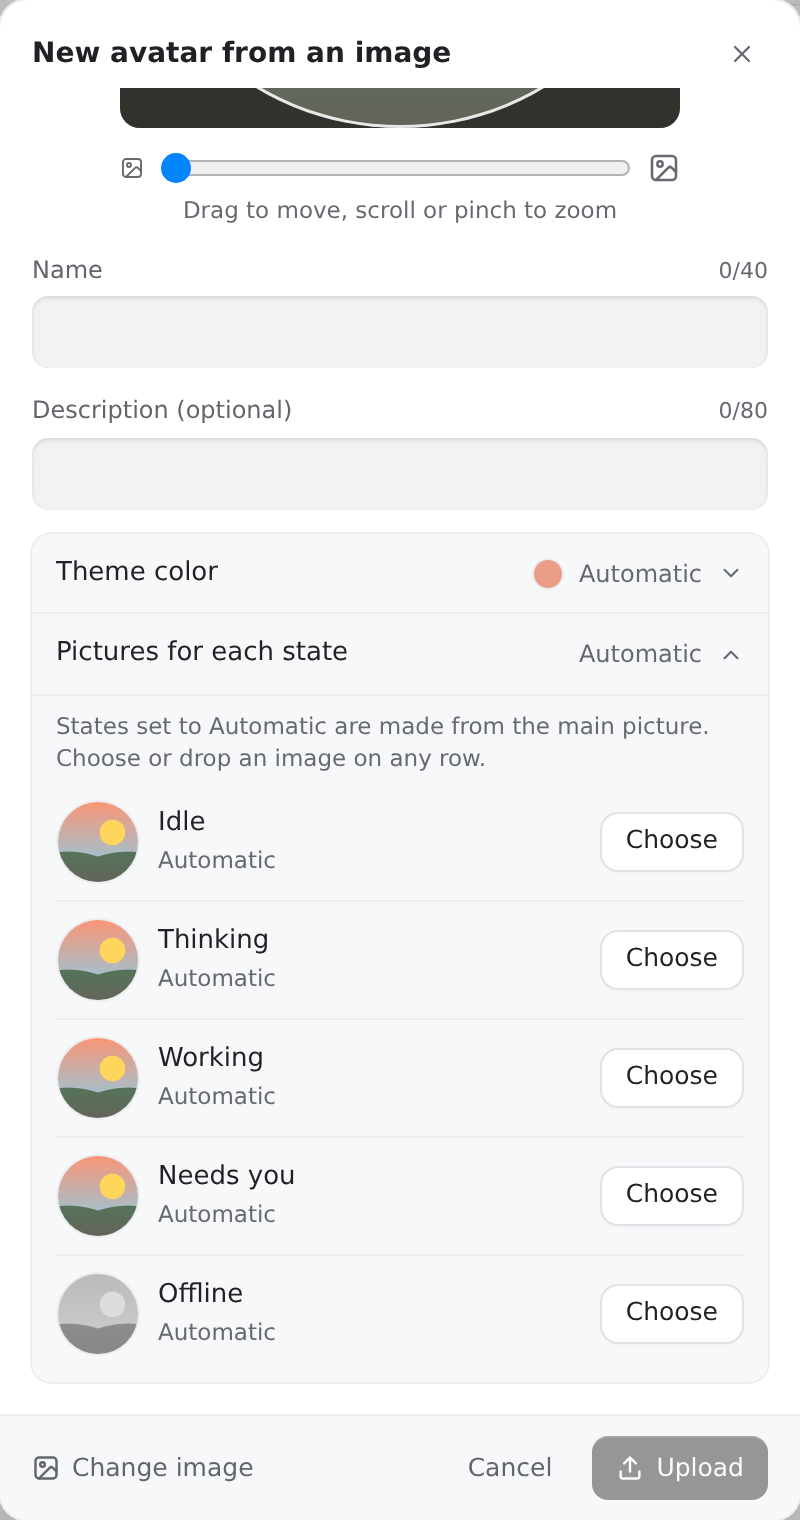 New avatar from an image
Drag to move, scroll or pinch to zoom
Name 0/40
Description (optional) 0/80
Theme color Automatic
Pictures for each state Automatic
States set to Automatic are made from the main picture.
Choose or drop an image on any row.
Idle
Automatic
Choose
Thinking
Automatic
Choose
Working
Automatic
Choose
Needs you
Automatic
Choose
Offline
Automatic
Choose
Change image Cancel Upload